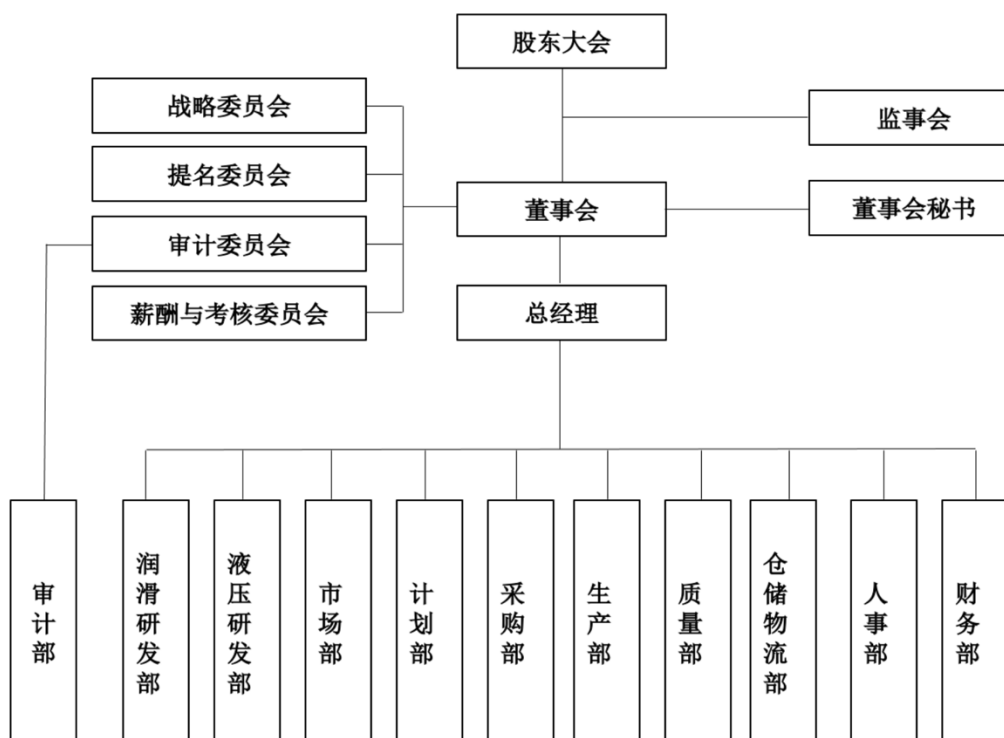 股东大会
战略委员会
监事会
提名委员会
董事会
董事会秘书
审计委员会
薪酬与考核委员会
总经理
审计部
润滑研发部
液压研发部
市场部
计划部
采购部
生产部
质量部
仓储物流部
人事部
财务部